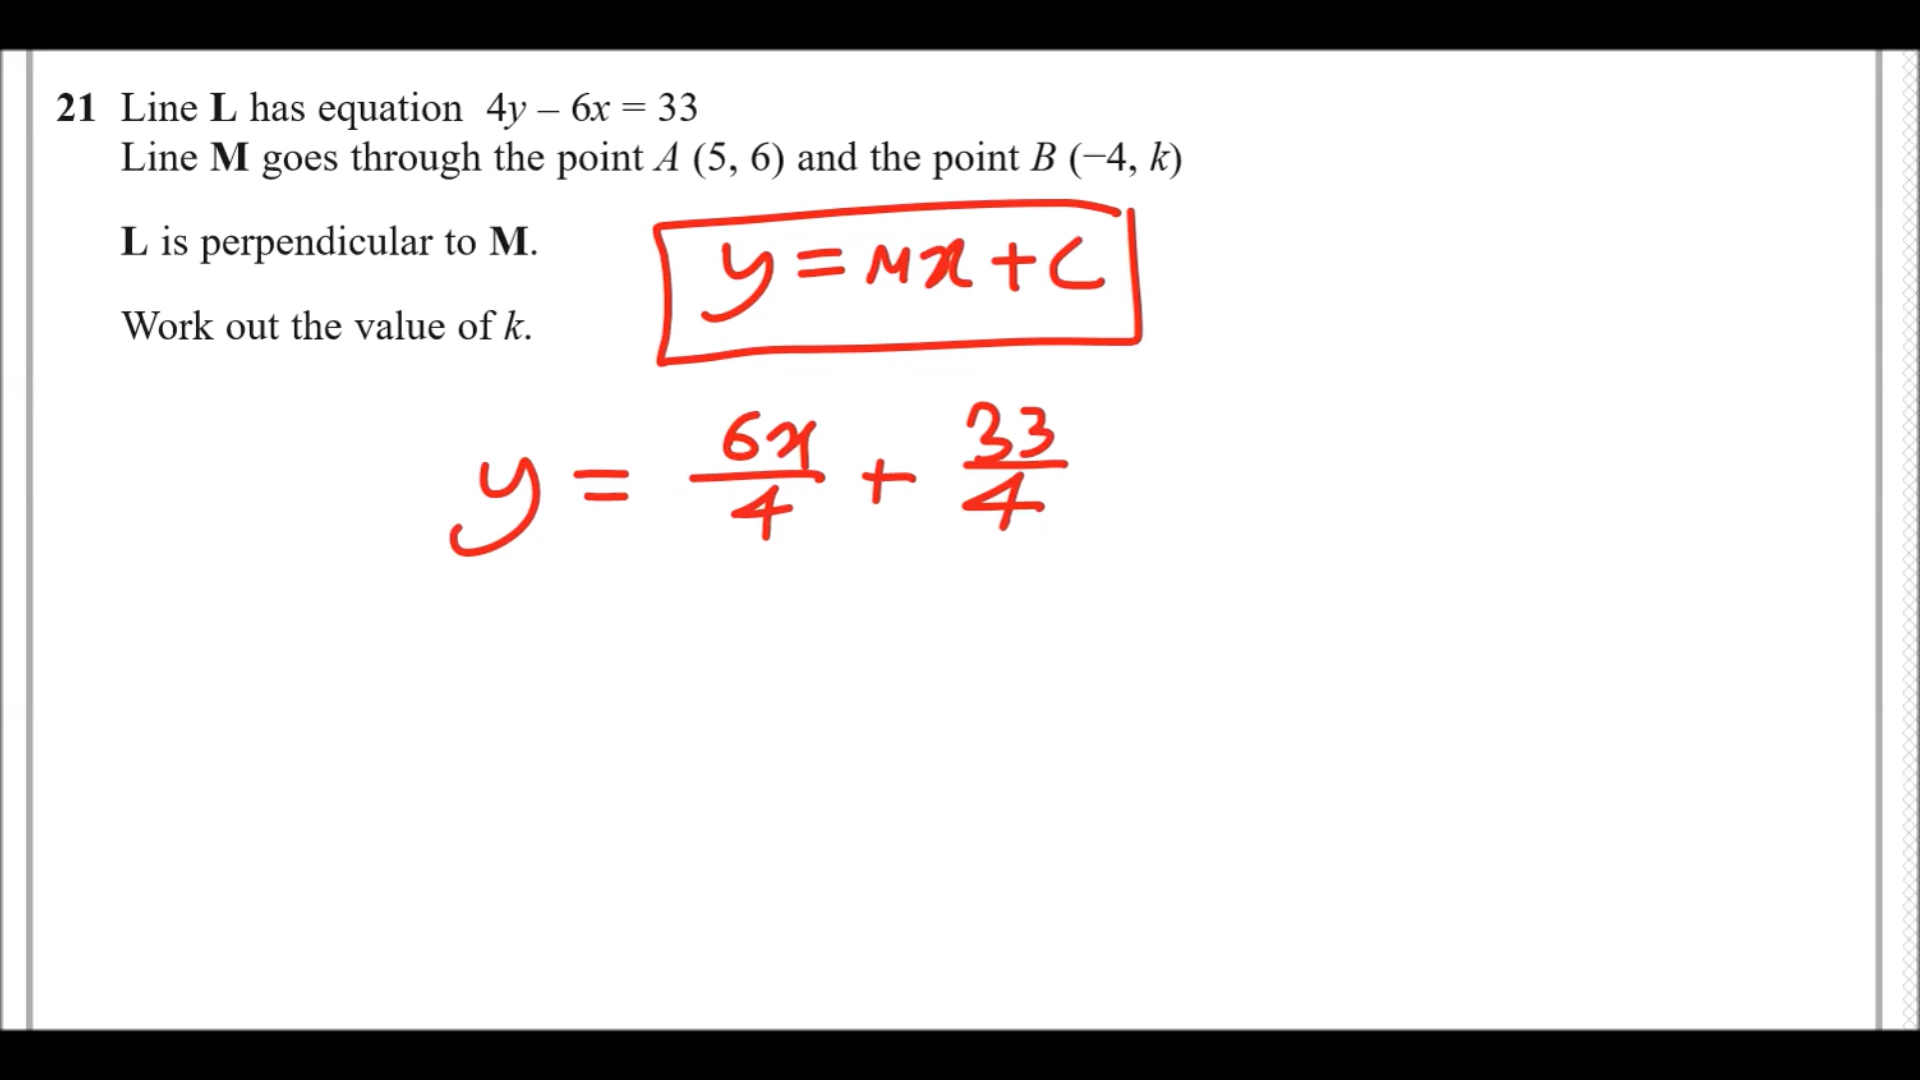 21 Line L has equation 4y – 6x = 33
Line M goes through the point A (5, 6) and the point B (−4, k)
L is perpendicular to M.
y = mx + c
Work out the value of k.
y = 6x/4 + 33/4